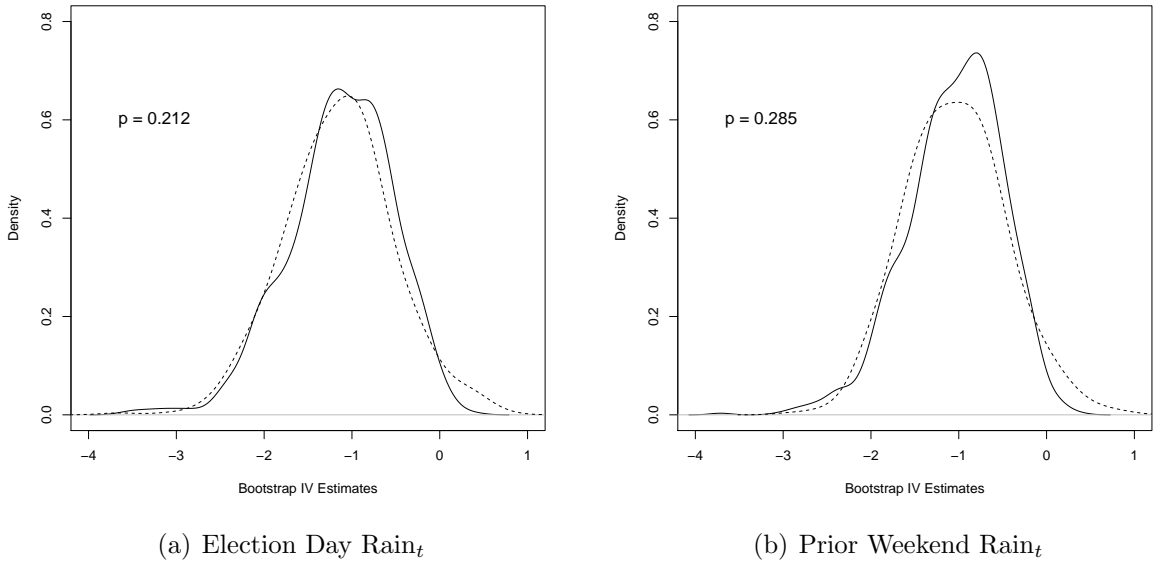 0.8
0.6
0.4
0.2
0.0
Density
p = 0.212
−4 −3 −2 −1 0 1
Bootstrap IV Estimates
(a) Election Day Rainₜ
0.8
0.6
0.4
0.2
0.0
Density
p = 0.285
−4 −3 −2 −1 0 1
Bootstrap IV Estimates
(b) Prior Weekend Rainₜ